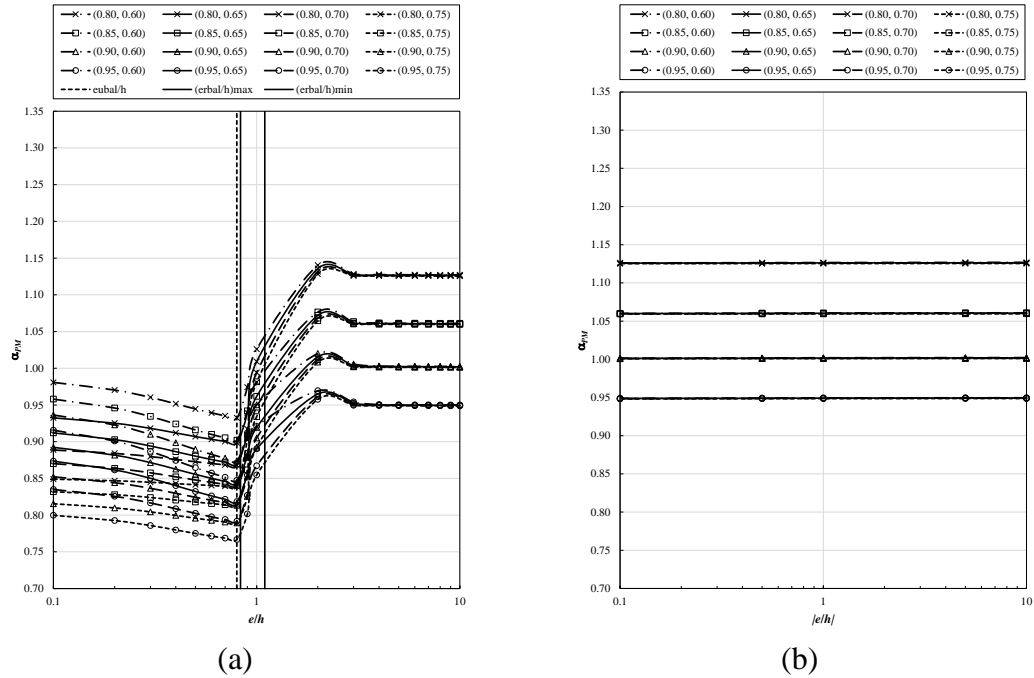 (0.80, 0.60) (0.80, 0.65) (0.80, 0.70) (0.80, 0.75)
(0.85, 0.60) (0.85, 0.65) (0.85, 0.70) (0.85, 0.75)
(0.90, 0.60) (0.90, 0.65) (0.90, 0.70) (0.90, 0.75)
(0.95, 0.60) (0.95, 0.65) (0.95, 0.70) (0.95, 0.75)
eubal/h (erbal/h)max (erbal/h)min
1.35
1.30
1.25
1.20
1.15
1.10
1.05
1.00
0.95
0.90
0.85
0.80
0.75
0.70
αPM
0.1 1 10
e/h
(a)
(0.80, 0.60) (0.80, 0.65) (0.80, 0.70) (0.80, 0.75)
(0.85, 0.60) (0.85, 0.65) (0.85, 0.70) (0.85, 0.75)
(0.90, 0.60) (0.90, 0.65) (0.90, 0.70) (0.90, 0.75)
(0.95, 0.60) (0.95, 0.65) (0.95, 0.70) (0.95, 0.75)
1.35
1.30
1.25
1.20
1.15
1.10
1.05
1.00
0.95
0.90
0.85
0.80
0.75
0.70
αPM
0.1 1 10
|e/h|
(b)